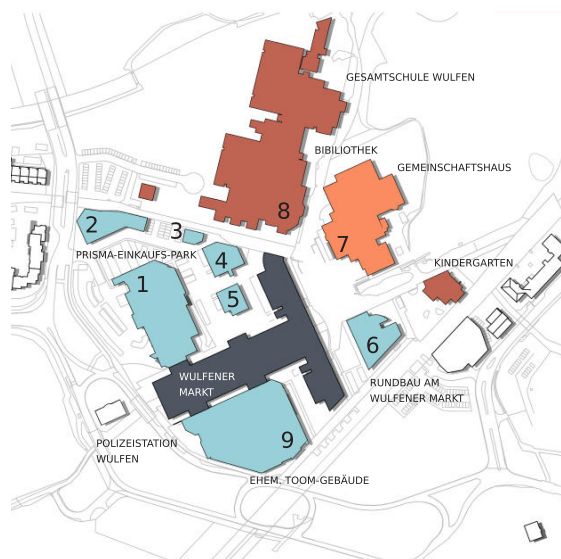 GESAMTSCHULE WULFEN
BIBILIOTHEK
GEMEINSCHAFTSHAUS
8
2
3
7
PRISMA-EINKAUFS-PARK
4
KINDERGARTEN
1
5
6
WULFENER
MARKT
RUNDBAU AM
WULFENER MARKT
POLIZEISTATION
WULFEN
9
EHEM. TOOM-GEBÄUDE